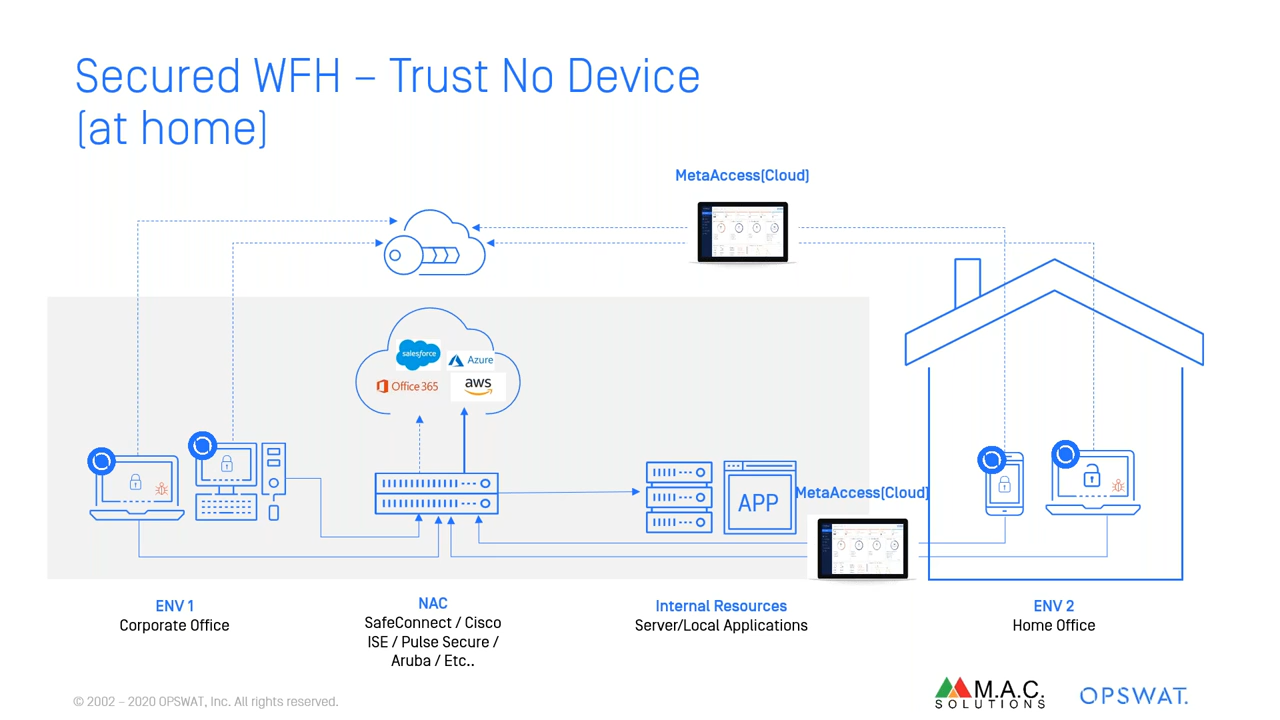 Secured WFH – Trust No Device
(at home)
MetaAccess(Cloud)
salesforce
Azure
Office 365
aws
APP
MetaAccess(Cloud)
ENV 1
Corporate Office
NAC
SafeConnect / Cisco
ISE / Pulse Secure /
Aruba / Etc..
Internal Resources
Server/Local Applications
ENV 2
Home Office
© 2002 – 2020 OPSWAT, Inc. All rights reserved.
M.A.C.
SOLUTIONS
OPSWAT.